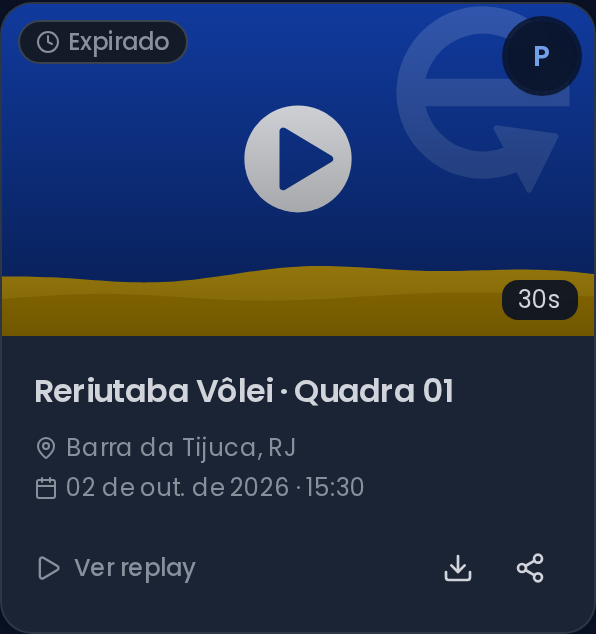 Expirado
P
30s
Reriutaba Vôlei · Quadra 01
Barra da Tijuca, RJ
02 de out. de 2026 · 15:30
Ver replay